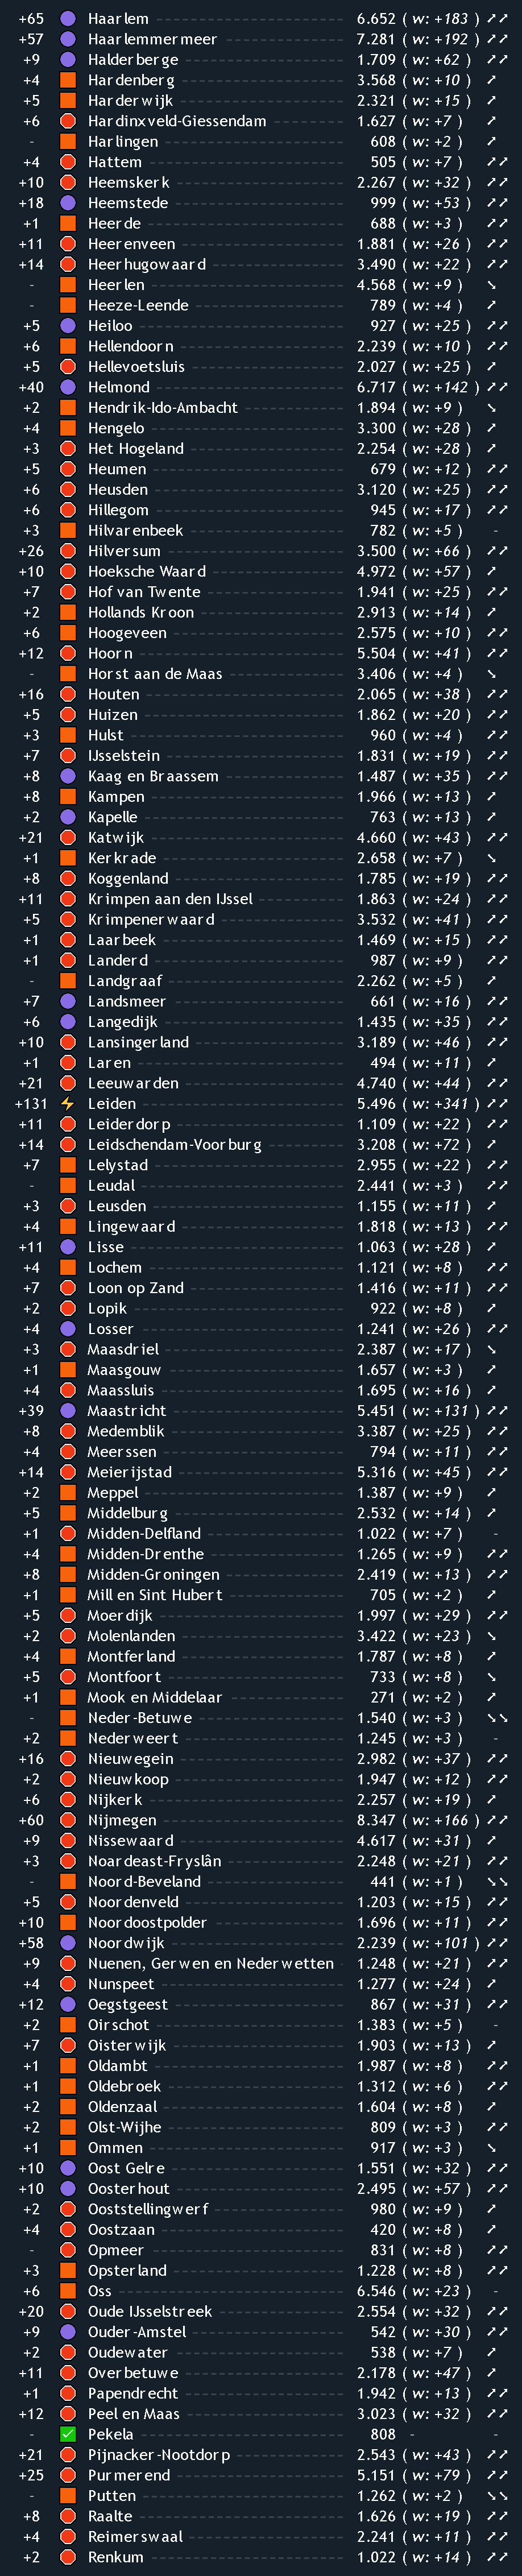 +65 Haarlem 6.652 ( w: +183 ) ➚➚
+57 Haarlemmermeer 7.281 ( w: +192 ) ➚➚
+9 Halderberge 1.709 ( w: +62 ) ➚➚
+4 Hardenberg 3.568 ( w: +10 ) ➚
+5 Harderwijk 2.321 ( w: +15 ) ➚
+6 Hardinxveld-Giessendam 1.627 ( w: +7 ) ➚
- Harlingen 608 ( w: +2 ) ➚
+4 Hattem 505 ( w: +7 ) ➚➚
+10 Heemskerk 2.267 ( w: +32 ) ➚➚
+18 Heemstede 999 ( w: +53 ) ➚➚
+1 Heerde 688 ( w: +3 ) ➚➚
+11 Heerenveen 1.881 ( w: +26 ) ➚➚
+14 Heerhugowaard 3.490 ( w: +22 ) ➚➚
- Heerlen 4.568 ( w: +9 ) ➘
- Heeze-Leende 789 ( w: +4 ) ➚
+5 Heiloo 927 ( w: +25 ) ➚➚
+6 Hellendoorn 2.239 ( w: +10 ) ➚➚
+5 Hellevoetsluis 2.027 ( w: +25 ) ➚
+40 Helmond 6.717 ( w: +142 ) ➚➚
+2 Hendrik-Ido-Ambacht 1.894 ( w: +9 ) ➘
+4 Hengelo 3.300 ( w: +28 ) ➚
+3 Het Hogeland 2.254 ( w: +28 ) ➚
+5 Heumen 679 ( w: +12 ) ➚➚
+6 Heusden 3.120 ( w: +25 ) ➚➚
+6 Hillegom 945 ( w: +17 ) ➚➚
+3 Hilvarenbeek 782 ( w: +5 ) -
+26 Hilversum 3.500 ( w: +66 ) ➚➚
+10 Hoeksche Waard 4.972 ( w: +57 ) ➚
+7 Hof van Twente 1.941 ( w: +25 ) ➚➚
+2 Hollands Kroon 2.913 ( w: +14 ) ➚
+6 Hoogeveen 2.575 ( w: +10 ) ➚➚
+12 Hoorn 5.504 ( w: +41 ) ➚➚
- Horst aan de Maas 3.406 ( w: +4 ) ➘
+16 Houten 2.065 ( w: +38 ) ➚➚
+5 Huizen 1.862 ( w: +20 ) ➚➚
+3 Hulst 960 ( w: +4 ) ➚➚
+7 IJsselstein 1.831 ( w: +19 ) ➚➚
+8 Kaag en Braassem 1.487 ( w: +35 ) ➚➚
+8 Kampen 1.966 ( w: +13 ) ➚
+2 Kapelle 763 ( w: +13 ) ➚
+21 Katwijk 4.660 ( w: +43 ) ➚➚
+1 Kerkrade 2.658 ( w: +7 ) ➘
+8 Koggenland 1.785 ( w: +19 ) ➚➚
+11 Krimpen aan den IJssel 1.863 ( w: +24 ) ➚➚
+5 Krimpenerwaard 3.532 ( w: +41 ) ➚➚
+1 Laarbeek 1.469 ( w: +15 ) ➚➚
+1 Landerd 987 ( w: +9 ) ➚➚
- Landgraaf 2.262 ( w: +5 ) ➚
+7 Landsmeer 661 ( w: +16 ) ➚➚
+6 Langedijk 1.435 ( w: +35 ) ➚➚
+10 Lansingerland 3.189 ( w: +46 ) ➚➚
+1 Laren 494 ( w: +11 ) ➚
+21 Leeuwarden 4.740 ( w: +44 ) ➚➚
+131 Leiden 5.496 ( w: +341 ) ➚➚
+11 Leiderdorp 1.109 ( w: +22 ) ➚➚
+14 Leidschendam-Voorburg 3.208 ( w: +72 ) ➚
+7 Lelystad 2.955 ( w: +22 ) ➚➚
- Leudal 2.441 ( w: +3 ) ➚
+3 Leusden 1.155 ( w: +11 ) ➚
+4 Lingewaard 1.818 ( w: +13 ) ➚➚
+11 Lisse 1.063 ( w: +28 ) ➚
+4 Lochem 1.121 ( w: +8 ) ➚➚
+7 Loon op Zand 1.416 ( w: +11 ) ➚➚
+2 Lopik 922 ( w: +8 ) ➚
+4 Losser 1.241 ( w: +26 ) ➚➚
+3 Maasdriel 2.387 ( w: +17 ) ➘
+1 Maasgouw 1.657 ( w: +3 ) ➚
+4 Maassluis 1.695 ( w: +16 ) ➚
+39 Maastricht 5.451 ( w: +131 ) ➚➚
+8 Medemblik 3.387 ( w: +25 ) ➚➚
+4 Meerssen 794 ( w: +11 ) ➚➚
+14 Meierijstad 5.316 ( w: +45 ) ➚➚
+2 Meppel 1.387 ( w: +9 ) ➚
+5 Middelburg 2.532 ( w: +14 ) ➚
+1 Midden-Delfland 1.022 ( w: +7 ) -
+4 Midden-Drenthe 1.265 ( w: +9 ) ➚➚
+8 Midden-Groningen 2.419 ( w: +13 ) ➚➚
+1 Mill en Sint Hubert 705 ( w: +2 ) ➚
+5 Moerdijk 1.997 ( w: +29 ) ➚➚
+2 Molenlanden 3.422 ( w: +23 ) ➘
+4 Montferland 1.787 ( w: +8 ) ➚
+5 Montfoort 733 ( w: +8 ) ➘
+1 Mook en Middelaar 271 ( w: +2 ) ➚
- Neder-Betuwe 1.540 ( w: +3 ) ➘➘
+2 Nederweert 1.245 ( w: +3 ) -
+16 Nieuwegein 2.982 ( w: +37 ) ➚➚
+2 Nieuwkoop 1.947 ( w: +12 ) ➚➚
+6 Nijkerk 2.257 ( w: +19 ) ➚
+60 Nijmegen 8.347 ( w: +166 ) ➚➚
+9 Nissewaard 4.617 ( w: +31 ) ➚
+3 Noardeast-Fryslân 2.248 ( w: +21 ) ➚➚
- Noord-Beveland 441 ( w: +1 ) ➘➘
+5 Noordenveld 1.203 ( w: +15 ) ➚➚
+10 Noordoostpolder 1.696 ( w: +11 ) ➚➚
+58 Noordwijk 2.239 ( w: +101 ) ➚➚
+9 Nuenen, Gerwen en Nederwetten 1.248 ( w: +21 ) ➚➚
+4 Nunspeet 1.277 ( w: +24 ) ➚
+12 Oegstgeest 867 ( w: +31 ) ➚➚
+2 Oirschot 1.383 ( w: +5 ) -
+7 Oisterwijk 1.903 ( w: +13 ) ➚
+1 Oldambt 1.987 ( w: +8 ) ➚➚
+1 Oldebroek 1.312 ( w: +6 ) ➚➚
+2 Oldenzaal 1.604 ( w: +8 ) ➚
+2 Olst-Wijhe 809 ( w: +3 ) ➚➚
+1 Ommen 917 ( w: +3 ) ➘
+10 Oost Gelre 1.551 ( w: +32 ) ➚➚
+10 Oosterhout 2.495 ( w: +57 ) ➚➚
+2 Ooststellingwerf 980 ( w: +9 ) ➚
+4 Oostzaan 420 ( w: +8 ) ➚
- Opmeer 831 ( w: +8 ) ➚➚
+3 Opsterland 1.228 ( w: +8 ) ➚➚
+6 Oss 6.546 ( w: +23 ) -
+20 Oude IJsselstreek 2.554 ( w: +32 ) ➚➚
+9 Ouder-Amstel 542 ( w: +30 ) ➚➚
+2 Oudewater 538 ( w: +7 ) ➚
+11 Overbetuwe 2.178 ( w: +47 ) ➚
+1 Papendrecht 1.942 ( w: +13 ) ➚➚
+12 Peel en Maas 3.023 ( w: +32 ) ➚➚
- Pekela 808 -
+21 Pijnacker-Nootdorp 2.543 ( w: +43 ) ➚➚
+25 Purmerend 5.151 ( w: +79 ) ➚➚
- Putten 1.262 ( w: +2 ) ➘➘
+8 Raalte 1.626 ( w: +19 ) ➚➚
+4 Reimerswaal 2.241 ( w: +11 ) ➚➚
+2 Renkum 1.022 ( w: +14 ) ➚➚